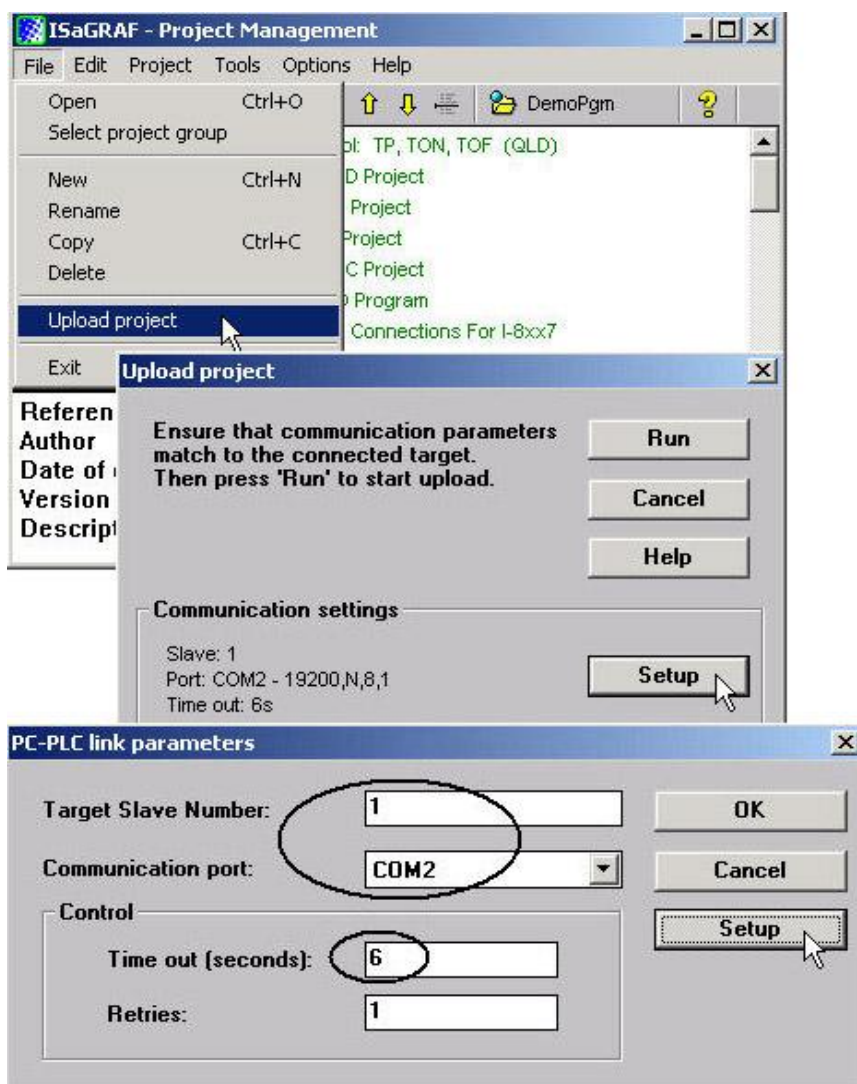 ISaGRAF - Project Management
File Edit Project Tools Options Help
Open Ctrl+O
Select project group
New Ctrl+N
Rename
Copy Ctrl+C
Delete
Upload project
Exit
DemoPgm
TP, TON, TOF (QLD)
Project
Project
Project
Project
Program
Connections For I-8xx7
Author
Date of
Version
Upload project
Ensure that communication parameters
match to the connected target.
Then press 'Run' to start upload.
Run
Cancel
Help
Communication settings
Slave: 1
Port: COM2 - 19200,N,8,1
Time out: 6s
Setup
PC-PLC link parameters
Target Slave Number: 1
Communication port: COM2
Control
Time out (seconds): 6
Retries: 1
OK
Cancel
Setup